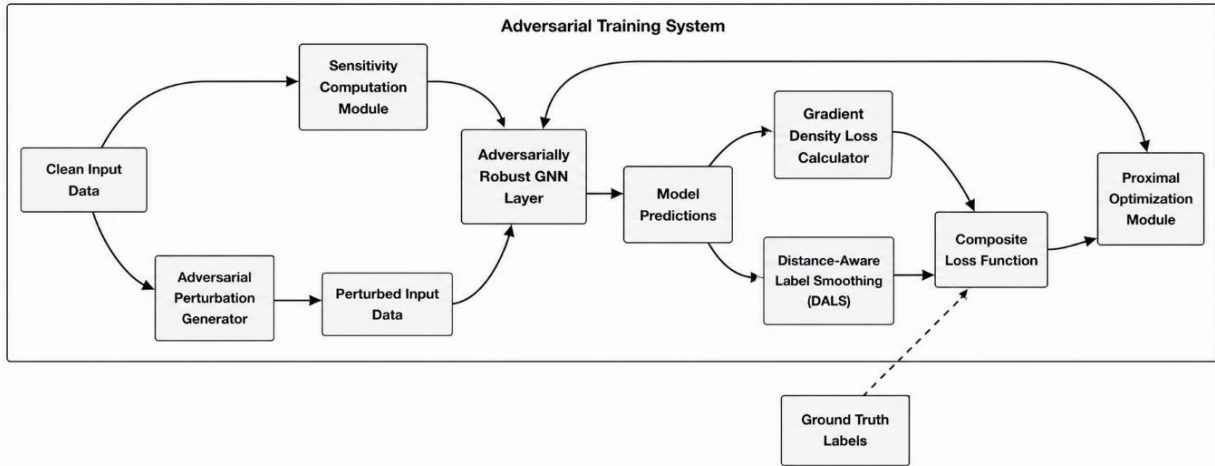 Adversarial Training System
Sensitivity
Computation
Module
Clean Input
Data
Adversarial
Perturbation
Generator
Perturbed Input
Data
Adversarially
Robust GNN
Layer
Model
Predictions
Gradient
Density Loss
Calculator
Distance-Aware
Label Smoothing
(DALS)
Composite
Loss Function
Proximal
Optimization
Module
Ground Truth
Labels